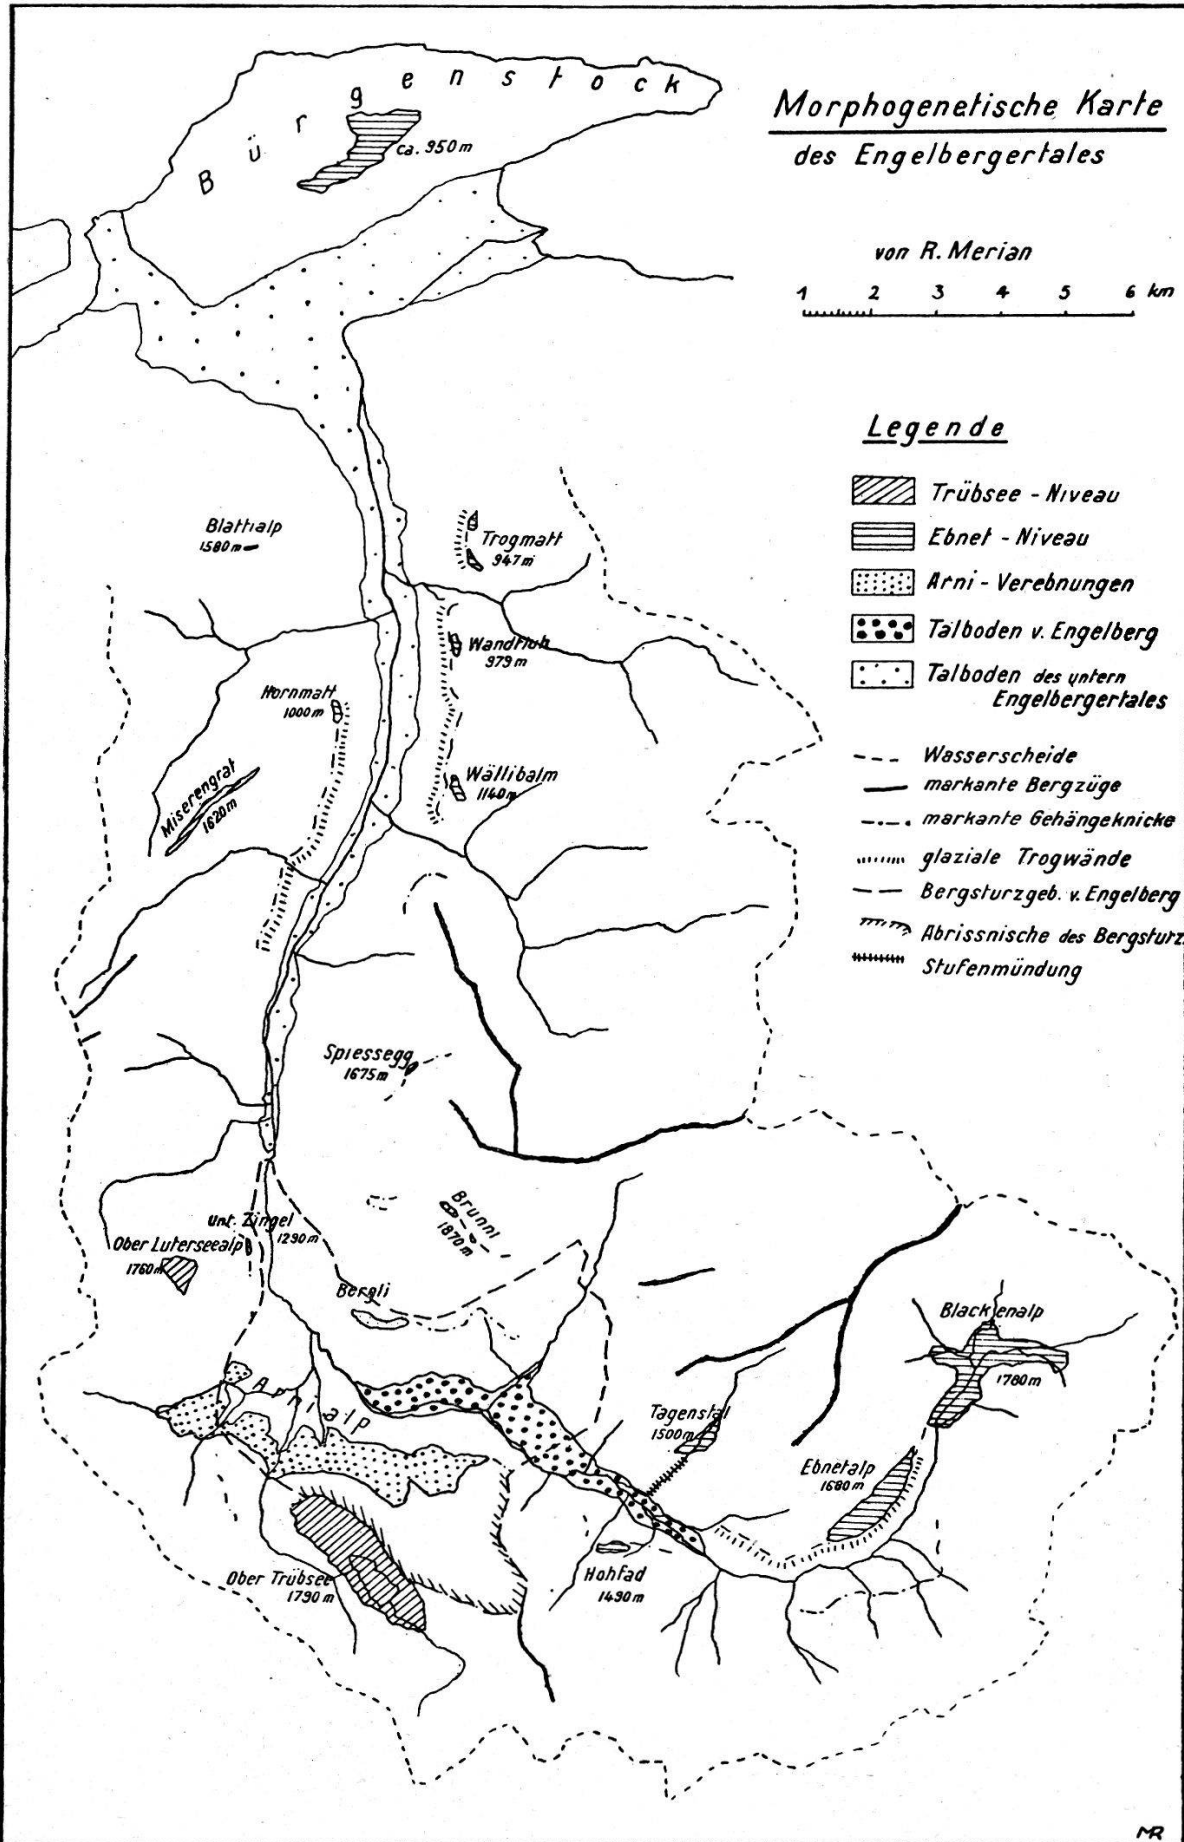 Bürgenstock
ca. 950 m
Morphogenetische Karte
des Engelbergertales
von R. Merian
1 2 3 4 5 6 km
Legende
Trübsee - Niveau
Ebnet - Niveau
Arni - Verebnungen
Talboden v. Engelberg
Talboden des untern
Engelbergertales
Wasserscheide
markante Bergzüge
markante Gehängeknicke
glaziale Trogwände
Bergsturzgeb. v. Engelberg
Abrissnische des Bergsturz.
Stufenmündung
Blattialp
1580 m
Trogmatt
947 m
Wandfluh
979 m
Hornmatt
1000 m
Miserengrat
1620 m
Wällibalm
1140 m
Spiessegg
1675 m
Unt. Zingel
1290 m
Brunni
1870 m
Ober Luterseealp
1760 m
Bergli
Blackenalp
1780 m
Arnialp
Tagenstal
1500 m
Ebnetalp
1680 m
Ober Trübsee
1790 m
Hohfad
1490 m
MR